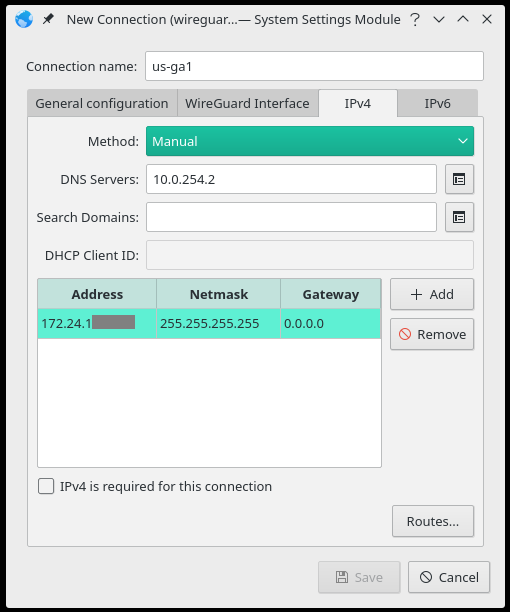 New Connection (wireguar...— System Settings Module
Connection name: us-ga1
General configuration WireGuard Interface IPv4 IPv6
Method: Manual
DNS Servers: 10.0.254.2
Search Domains:
DHCP Client ID:
Address Netmask Gateway
172.24.1 255.255.255.255 0.0.0.0
Add
Remove
IPv4 is required for this connection
Routes...
Save Cancel